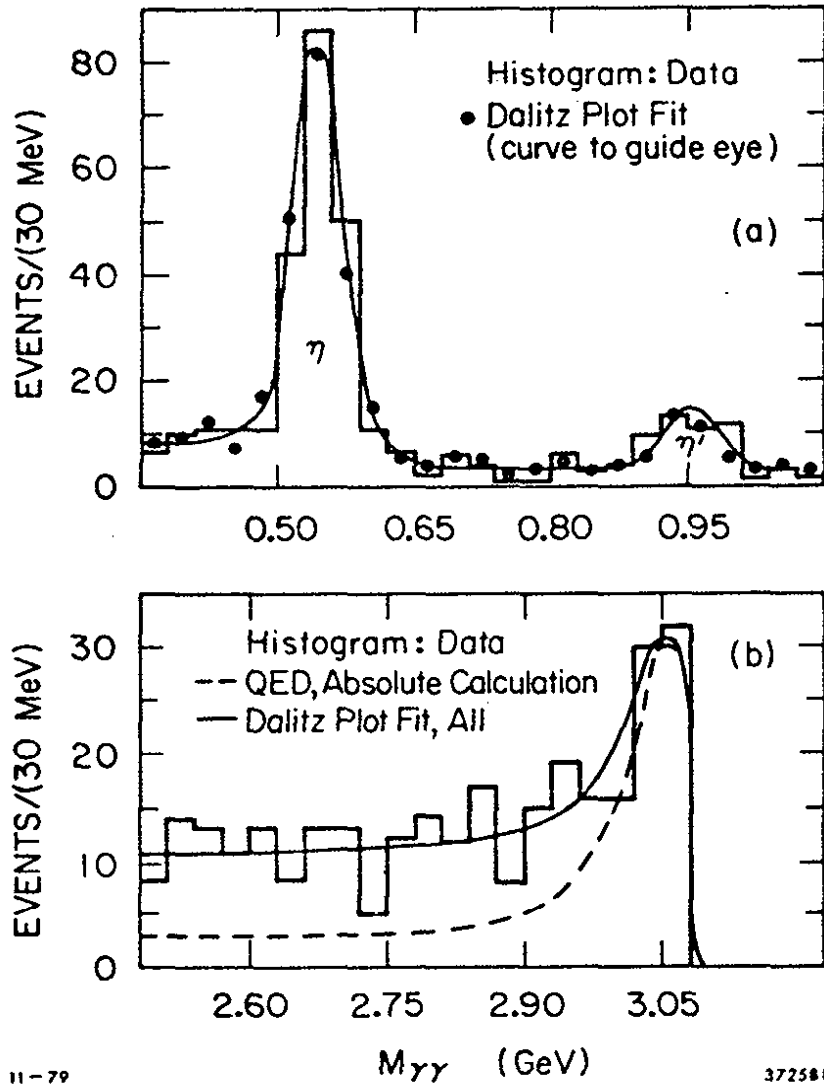 80
60
40
20
0
EVENTS/(30 MeV)
Histogram: Data
• Dalitz Plot Fit
(curve to guide eye)
(a)
η
η'
0.50 0.65 0.80 0.95
30
20
10
0
EVENTS/(30 MeV)
Histogram: Data
-- QED, Absolute Calculation
— Dalitz Plot Fit, All
(b)
2.60 2.75 2.90 3.05
Mγγ (GeV)
11-79